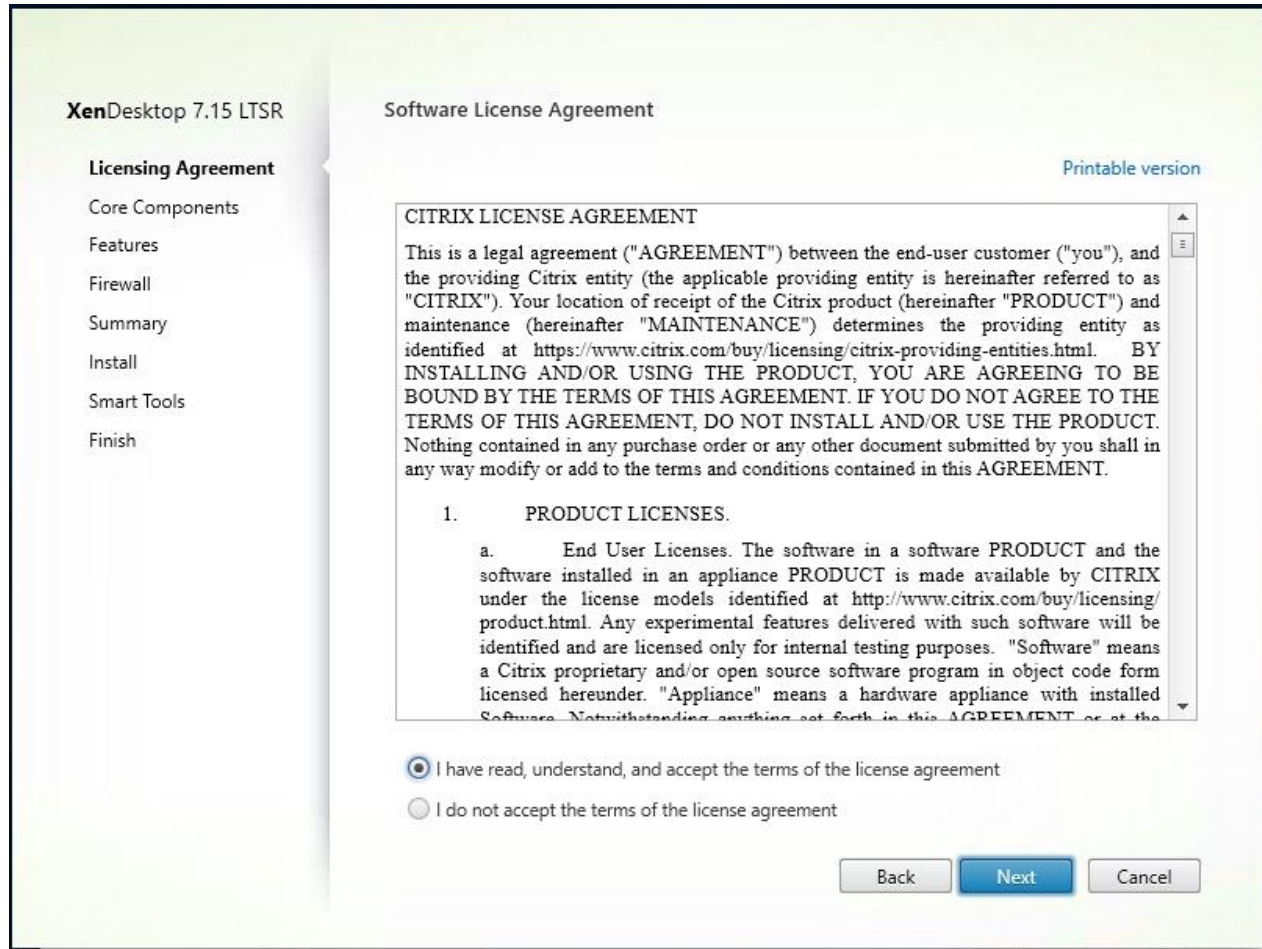 XenDesktop 7.15 LTSR
Licensing Agreement
Core Components
Features
Firewall
Summary
Install
Smart Tools
Finish
Software License Agreement
Printable version
CITRIX LICENSE AGREEMENT
This is a legal agreement ("AGREEMENT") between the end-user customer ("you"), and
the providing Citrix entity (the applicable providing entity is hereinafter referred to as
"CITRIX"). Your location of receipt of the Citrix product (hereinafter "PRODUCT") and
maintenance (hereinafter "MAINTENANCE") determines the providing entity as
identified at https://www.citrix.com/buy/licensing/citrix-providing-entities.html. BY
INSTALLING AND/OR USING THE PRODUCT, YOU ARE AGREEING TO BE
BOUND BY THE TERMS OF THIS AGREEMENT. IF YOU DO NOT AGREE TO THE
TERMS OF THIS AGREEMENT, DO NOT INSTALL AND/OR USE THE PRODUCT.
Nothing contained in any purchase order or any other document submitted by you shall in
any way modify or add to the terms and conditions contained in this AGREEMENT.
1. PRODUCT LICENSES.
a. End User Licenses. The software in a software PRODUCT and the
software installed in an appliance PRODUCT is made available by CITRIX
under the license models identified at http://www.citrix.com/buy/licensing/
product.html. Any experimental features delivered with such software will be
identified and are licensed only for internal testing purposes. "Software" means
a Citrix proprietary and/or open source software program in object code form
licensed hereunder. "Appliance" means a hardware appliance with installed
Software. Notwithstanding anything set forth in this AGREEMENT or at the
I have read, understand, and accept the terms of the license agreement
I do not accept the terms of the license agreement
Back
Next
Cancel